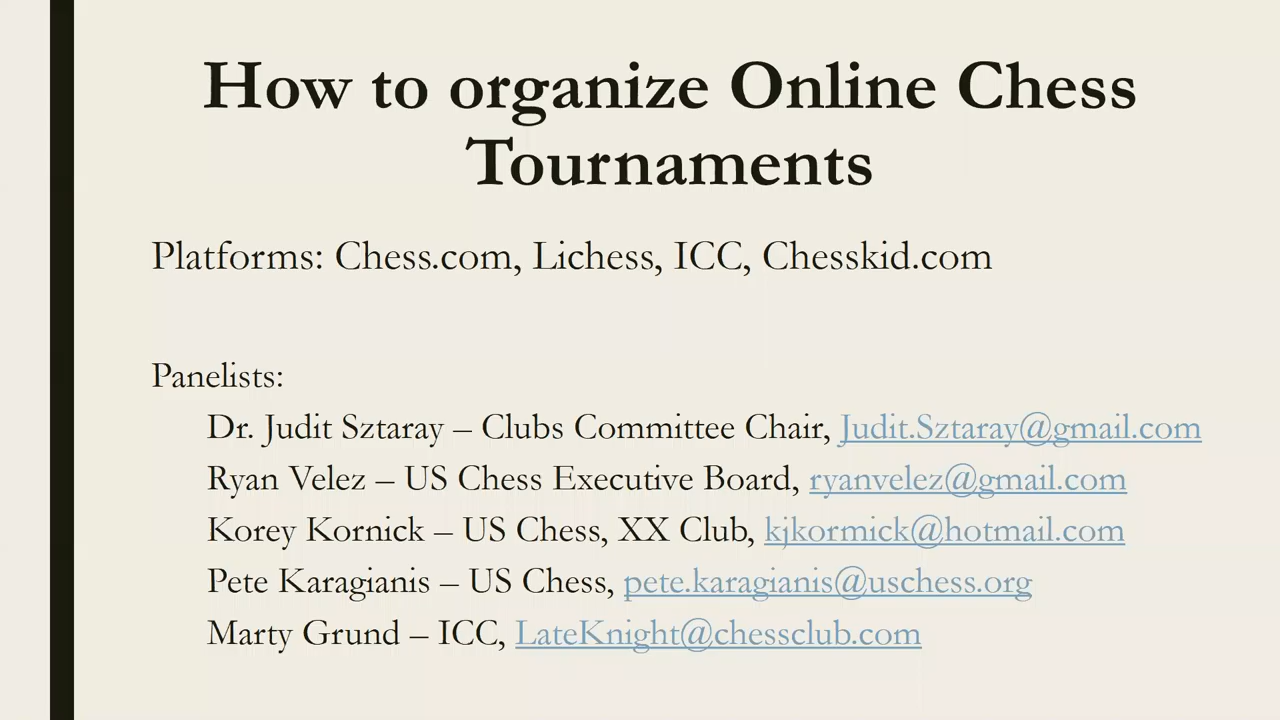 How to organize Online Chess
Tournaments
Platforms: Chess.com, Lichess, ICC, Chesskid.com
Panelists:
Dr. Judit Sztaray – Clubs Committee Chair, Judit.Sztaray@gmail.com
Ryan Velez – US Chess Executive Board, ryanvelez@gmail.com
Korey Kornick – US Chess, XX Club, kjkormick@hotmail.com
Pete Karagianis – US Chess, pete.karagianis@uschess.org
Marty Grund – ICC, LateKnight@chessclub.com